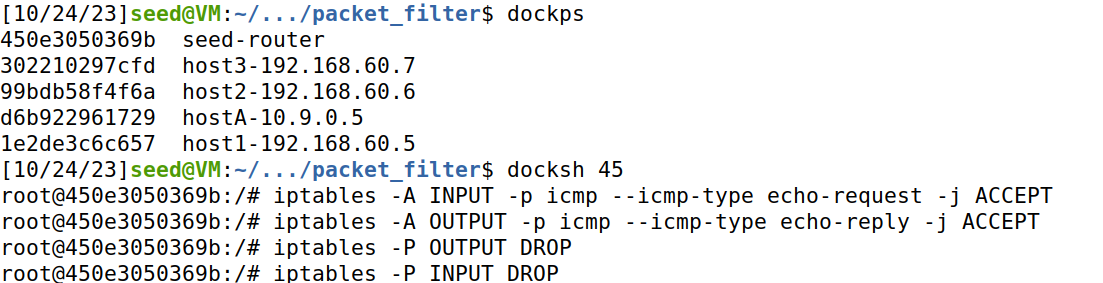 [10/24/23]seed@VM:~/.../packet_filter$ dockps
450e3050369b  seed-router
302210297cfd  host3-192.168.60.7
99bdb58f4f6a  host2-192.168.60.6
d6b922961729  hostA-10.9.0.5
1e2de3c6c657  host1-192.168.60.5
[10/24/23]seed@VM:~/.../packet_filter$ docksh 45
root@450e3050369b:/# iptables -A INPUT -p icmp --icmp-type echo-request -j ACCEPT
root@450e3050369b:/# iptables -A OUTPUT -p icmp --icmp-type echo-reply -j ACCEPT
root@450e3050369b:/# iptables -P OUTPUT DROP
root@450e3050369b:/# iptables -P INPUT DROP